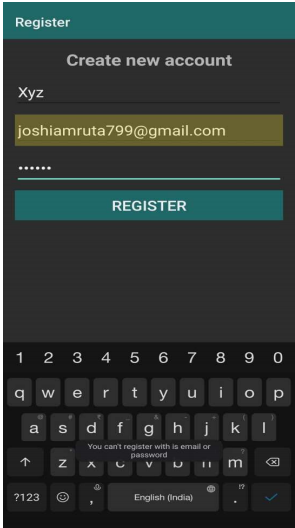 Register
Create new account
Xyz
joshiamruta799@gmail.com
••••••
REGISTER
1 2 3 4 5 6 7 8 9 0
q w e r t y u i o p
a s d f g h j k l
You can't register with is email or
password
z x c v b n m
?123 , English (India) . !?